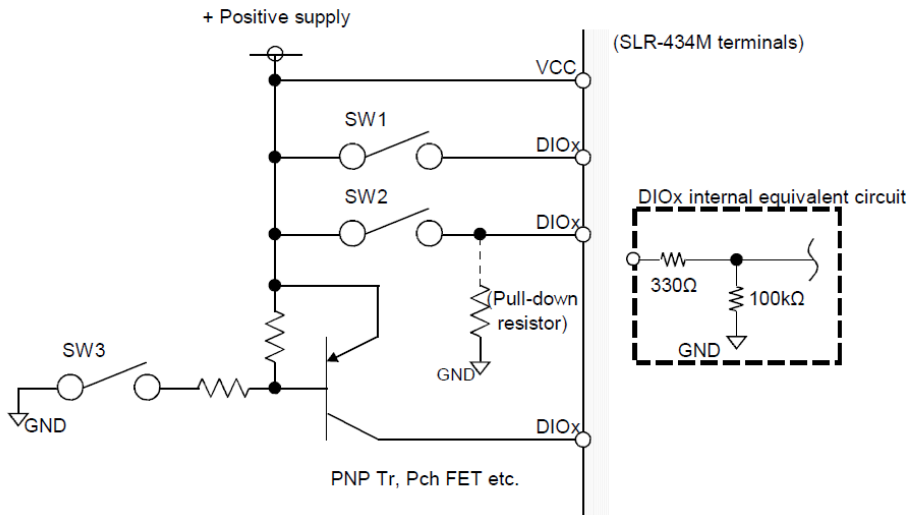 + Positive supply
(SLR-434M terminals)
VCC
SW1
DIOx
SW2
DIOx
DIOx internal equivalent circuit
330Ω
100kΩ
GND
(Pull-down
resistor)
GND
SW3
GND
DIOx
PNP Tr, Pch FET etc.